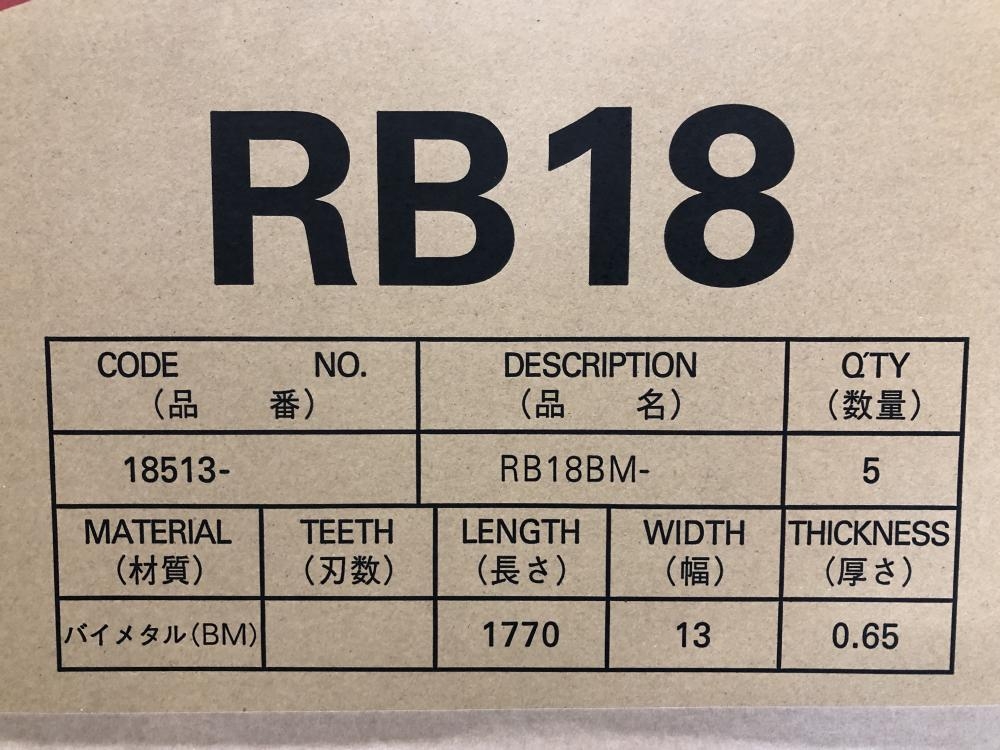 RB18
CODE NO. DESCRIPTION Q'TY
（品 番） （品 名） （数量）
18513- RB18BM- 5
MATERIAL TEETH LENGTH WIDTH THICKNESS
（材質） （刃数） （長さ） （幅） （厚さ）
バイメタル（BM） 1770 13 0.65